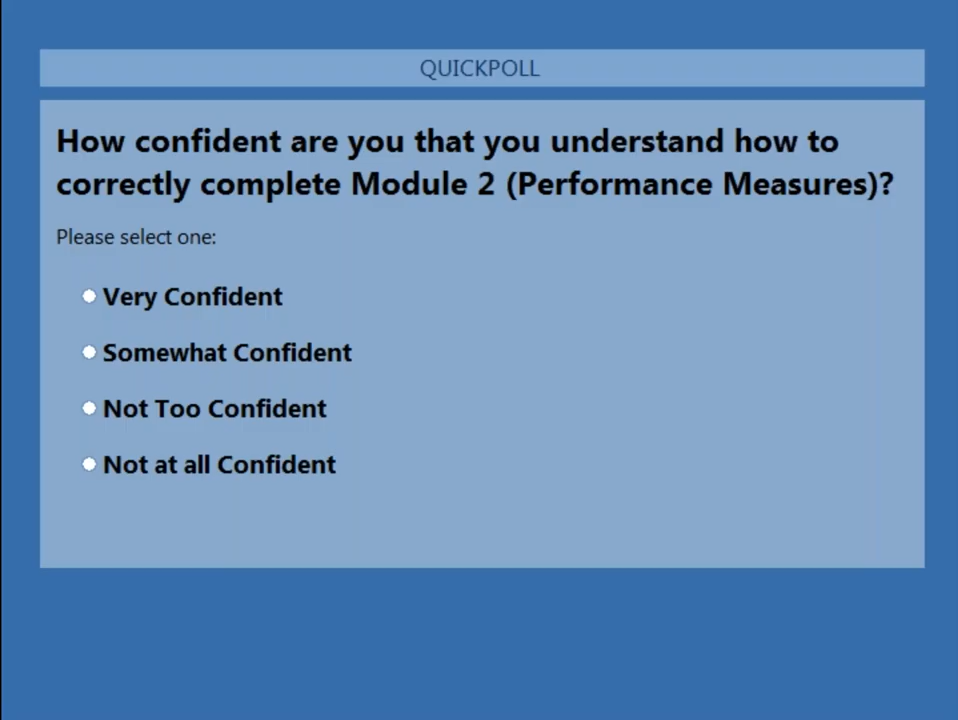 QUICKPOLL
How confident are you that you understand how to
correctly complete Module 2 (Performance Measures)?
Please select one:
Very Confident
Somewhat Confident
Not Too Confident
Not at all Confident